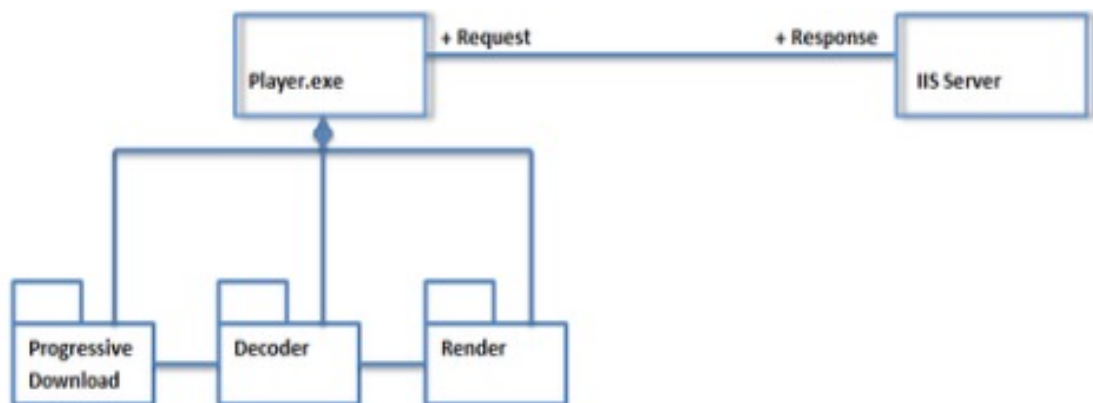 + Request
+ Response
Player.exe
IIS Server
Progressive
Download
Decoder
Render